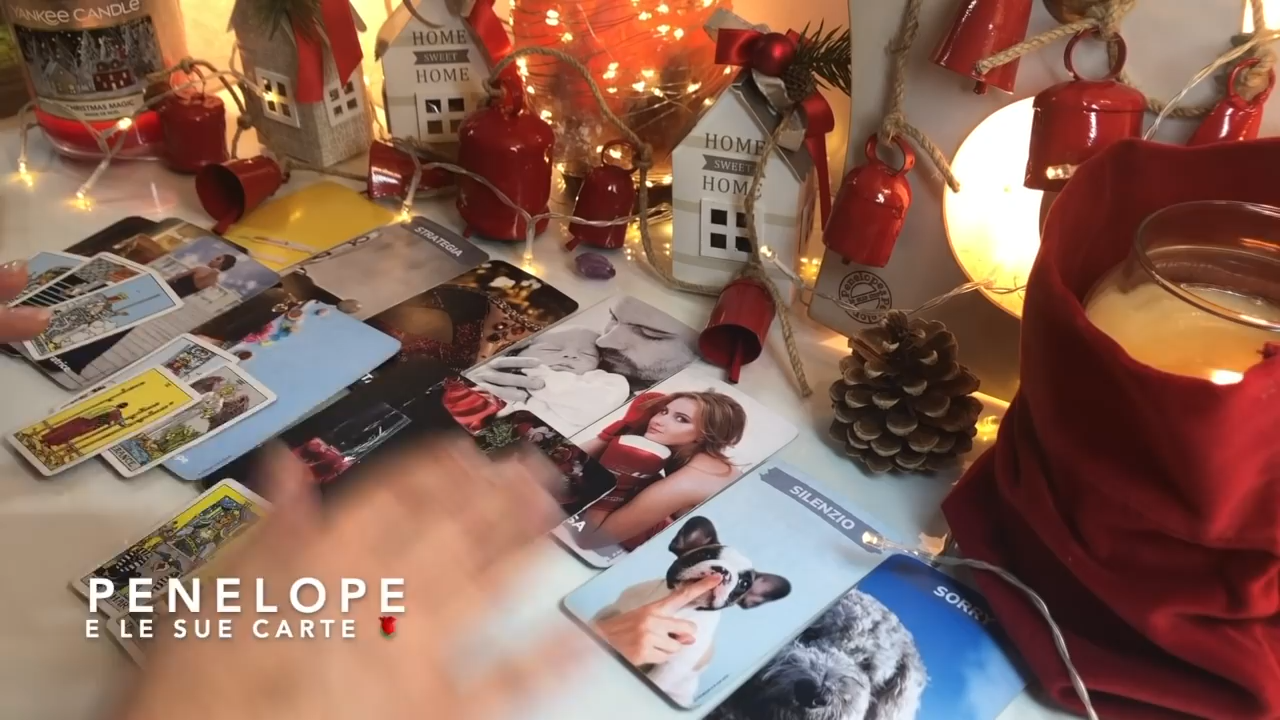 YANKEE CANDLE
CHRISTMAS MAGIC
HOME
SWEET
HOME
HOME
SWEET
HOME
STRATEGIA
SILENZIO
SORRY
PENELOPE
E LE SUE CARTE